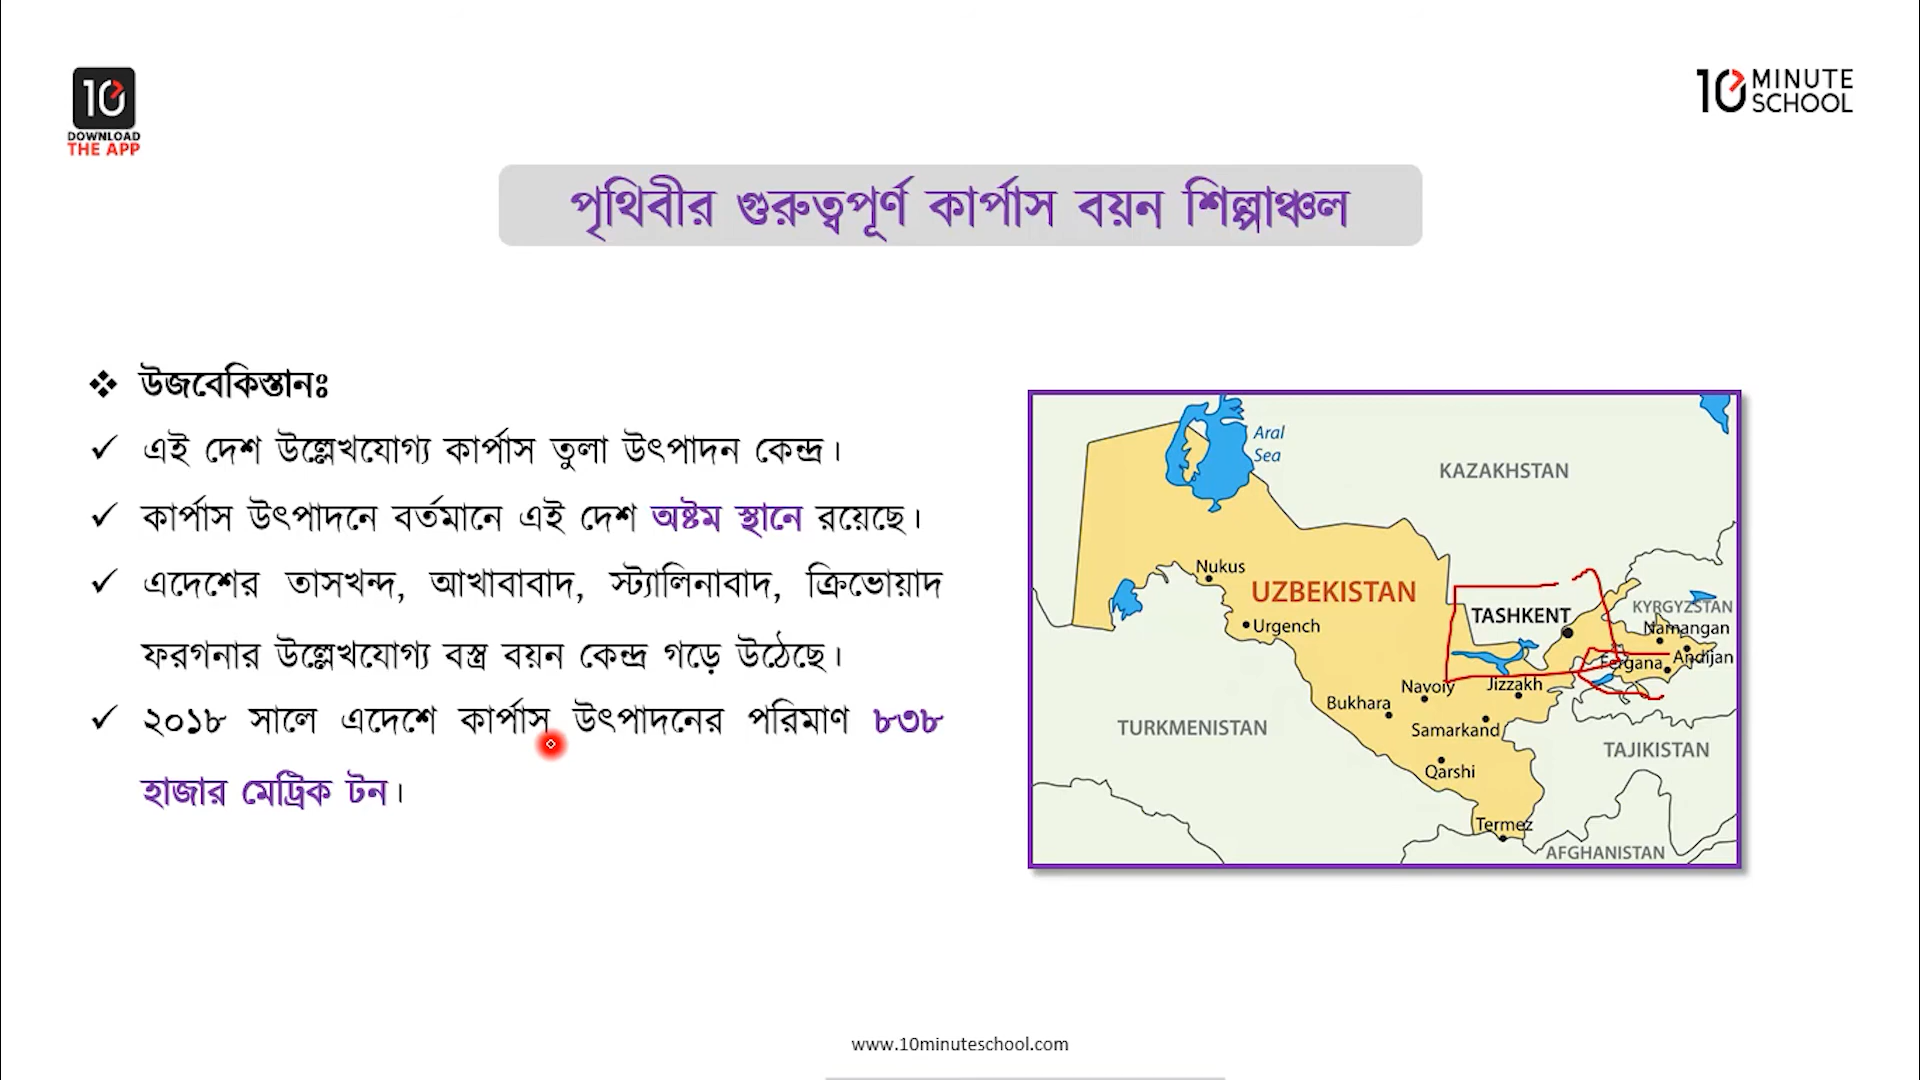 10
DOWNLOAD
THE APP
10 MINUTE
SCHOOL
পৃথিবীর গুরুত্বপূর্ণ কার্পাস বয়ন শিল্পাঞ্চল
❖ উজবেকিস্তানঃ
✓ এই দেশ উল্লেখযোগ্য কার্পাস তুলা উৎপাদন কেন্দ্র।
✓ কার্পাস উৎপাদনে বর্তমানে এই দেশ অষ্টম স্থানে রয়েছে।
✓ এদেশের তাসখন্দ, আখাবাবাদ, স্ট্যালিনাবাদ, ক্রিভোয়াদ
ফরগনার উল্লেখযোগ্য বস্ত্র বয়ন কেন্দ্র গড়ে উঠেছে।
✓ ২০১৮ সালে এদেশে কার্পাস উৎপাদনের পরিমাণ ৮৩৮
হাজার মেট্রিক টন।
Aral
Sea
KAZAKHSTAN
Nukus
UZBEKISTAN
Urgench
TASHKENT
KYRGYZSTAN
Namangan
Fergana
Andijan
Navoiy
Jizzakh
Bukhara
Samarkand
TURKMENISTAN
TAJIKISTAN
Qarshi
Termez
AFGHANISTAN
www.10minuteschool.com